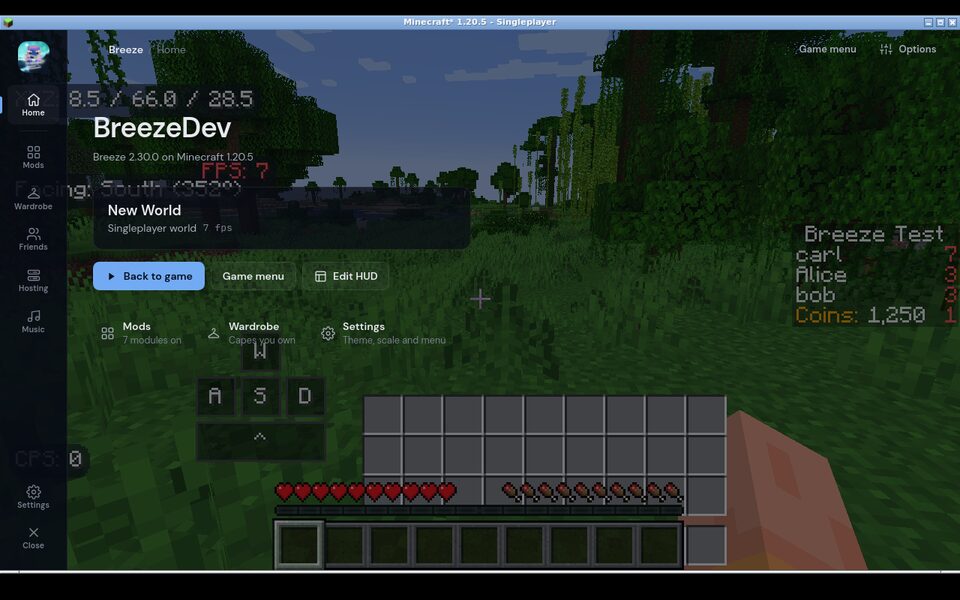 Minecraft* 1.20.5 - Singleplayer
Breeze / Home
Game menu
Options
8.5 / 66.0 / 28.5
Home
BreezeDev
Breeze 2.30.0 on Minecraft 1.20.5
FPS: 7
Mods
Facing: South (352°)
Wardrobe
New World
Singleplayer world 7 fps
Friends
Breeze Test
carl 7
Alice 3
bob 3
Coins: 1,250 1
Hosting
Back to game
Game menu
Edit HUD
Music
Mods
7 modules on
Wardrobe
Capes you own
Settings
Theme, scale and menu
W
A S D
^
CPS: 0
Settings
Close